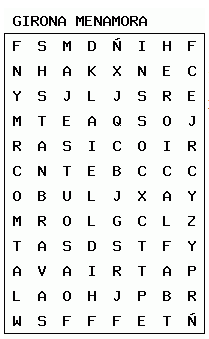 GIRONA MENAMORA
F S M D Ñ I H F
N H A K X N E C
Y S J L J S R E
M T E A Q S O J
R A S I C O I R
C N T E B C C C
O B U L J X A Y
M R O L G C L Z
T A S D S T F Y
A V A I R T A P
L A O H J P B R
W S F F F E T Ñ